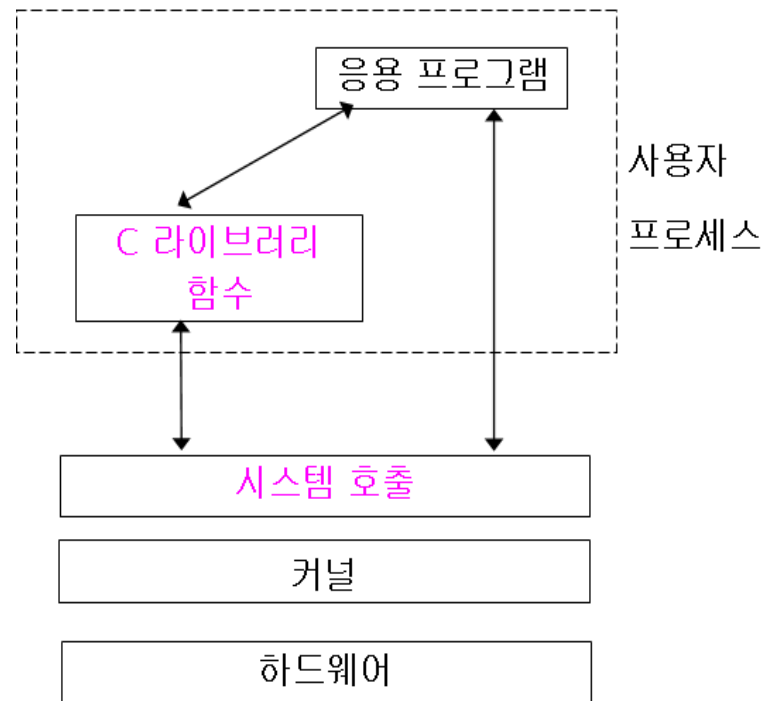 응용 프로그램
사용자
프로세스
C 라이브러리
함수
시스템 호출
커널
하드웨어